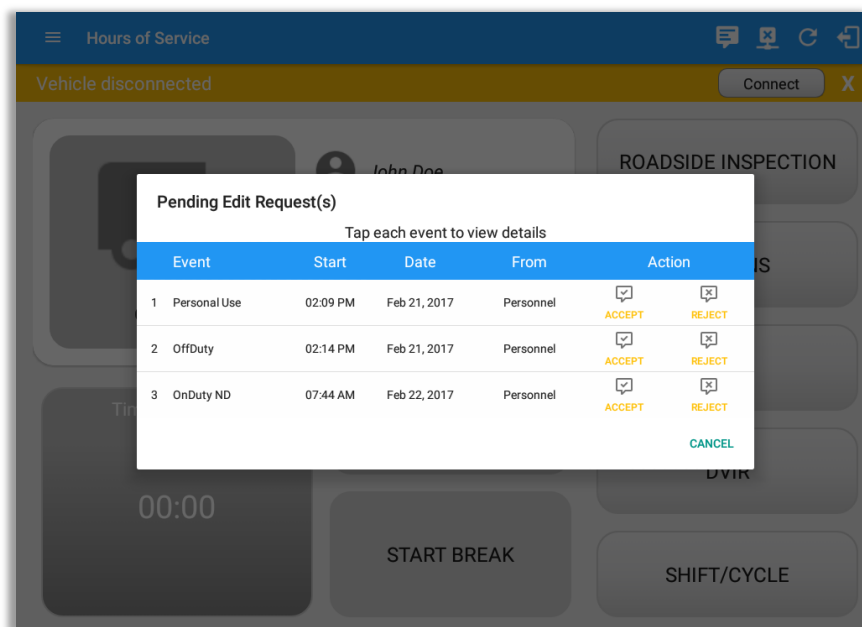 Hours of Service
Vehicle disconnected
Connect
X
John Doe
ROADSIDE INSPECTION
Pending Edit Request(s)
Tap each event to view details
Event Start Date From Action
1 Personal Use 02:09 PM Feb 21, 2017 Personnel ACCEPT REJECT
2 OffDuty 02:14 PM Feb 21, 2017 Personnel ACCEPT REJECT
3 OnDuty ND 07:44 AM Feb 22, 2017 Personnel ACCEPT REJECT
CANCEL
DVIR
00:00
START BREAK
SHIFT/CYCLE